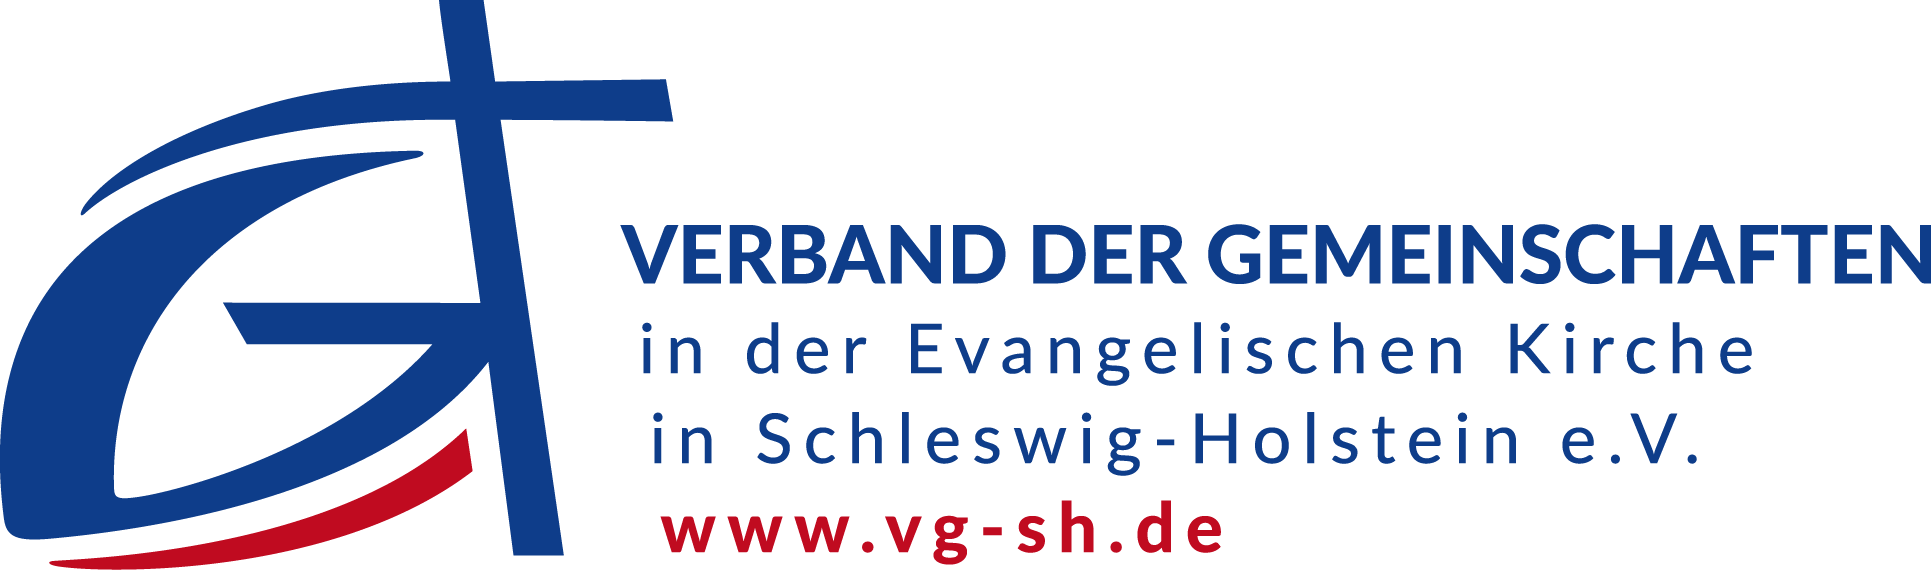 VERBAND DER GEMEINSCHAFTEN
in der Evangelischen Kirche
in Schleswig-Holstein e.V.
www.vg-sh.de